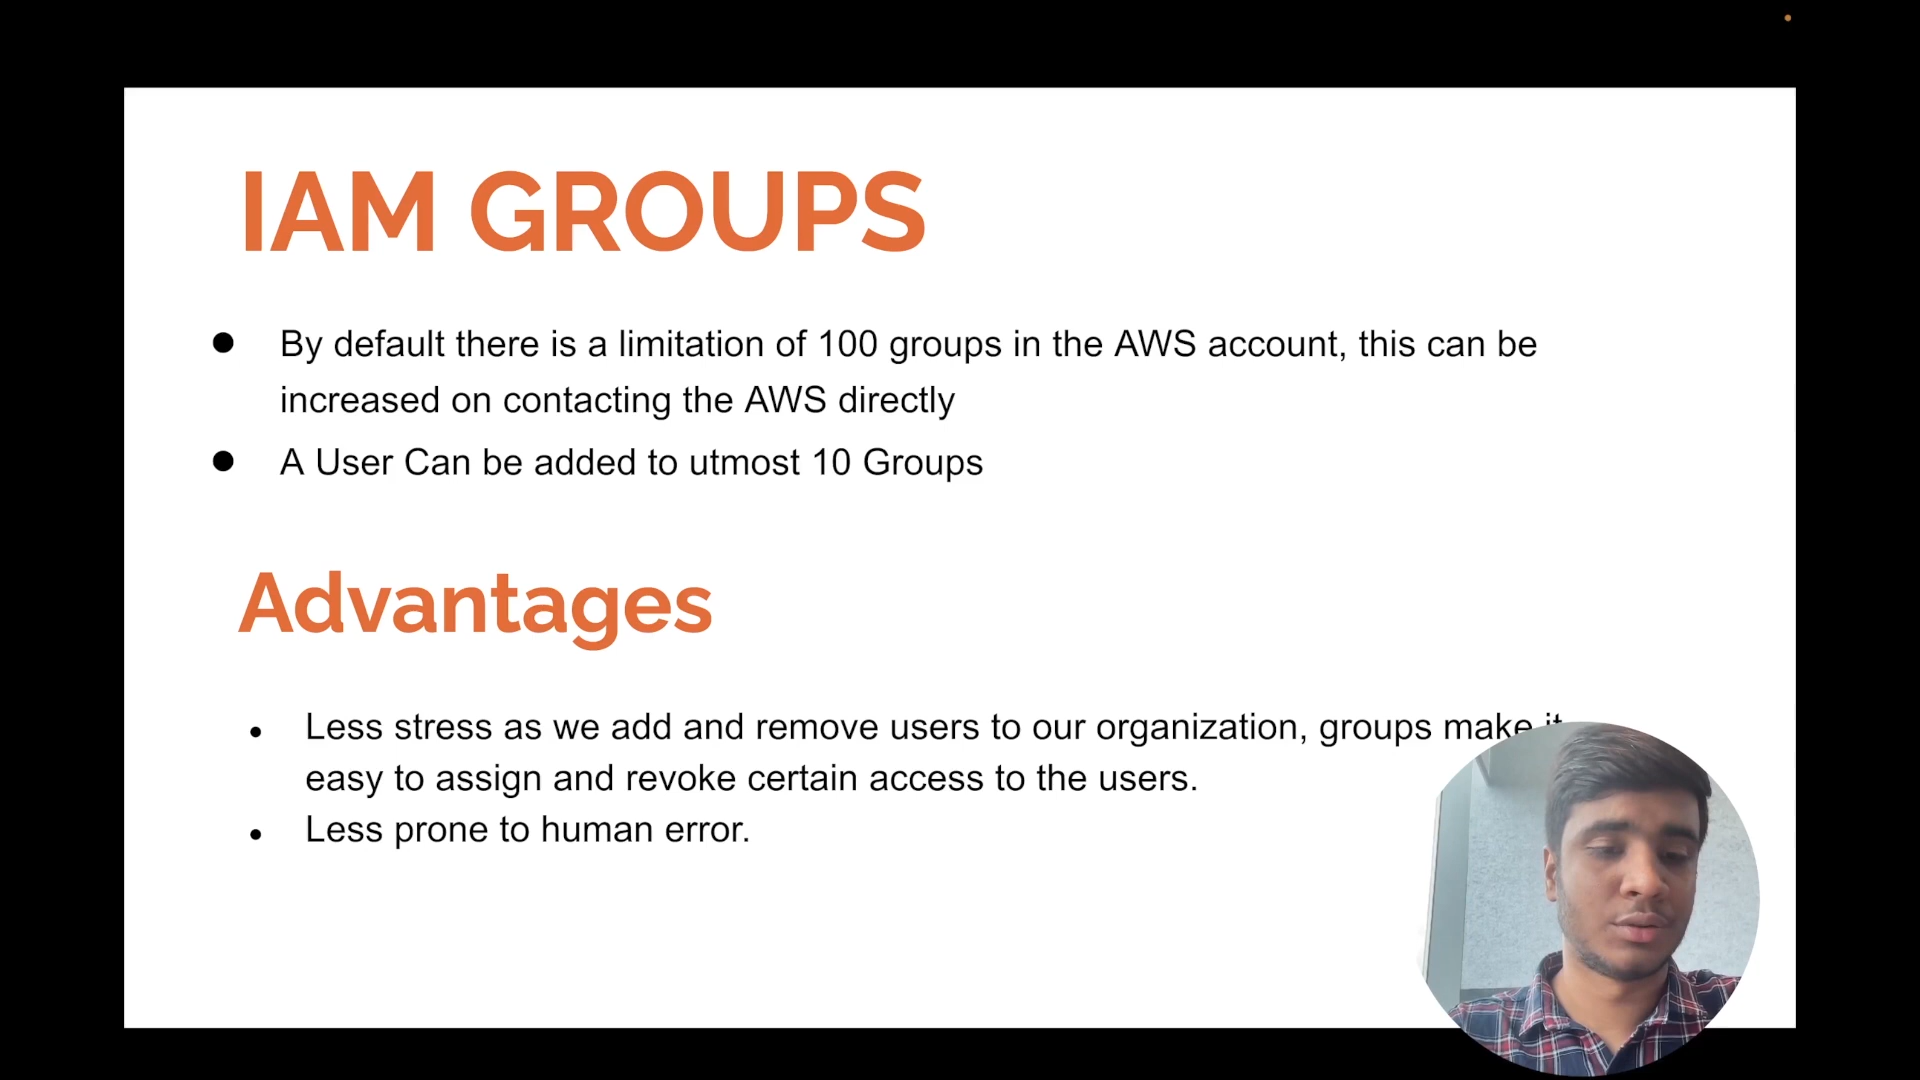 IAM GROUPS
By default there is a limitation of 100 groups in the AWS account, this can be
increased on contacting the AWS directly
A User Can be added to utmost 10 Groups
Advantages
Less stress as we add and remove users to our organization, groups make it
easy to assign and revoke certain access to the users.
Less prone to human error.